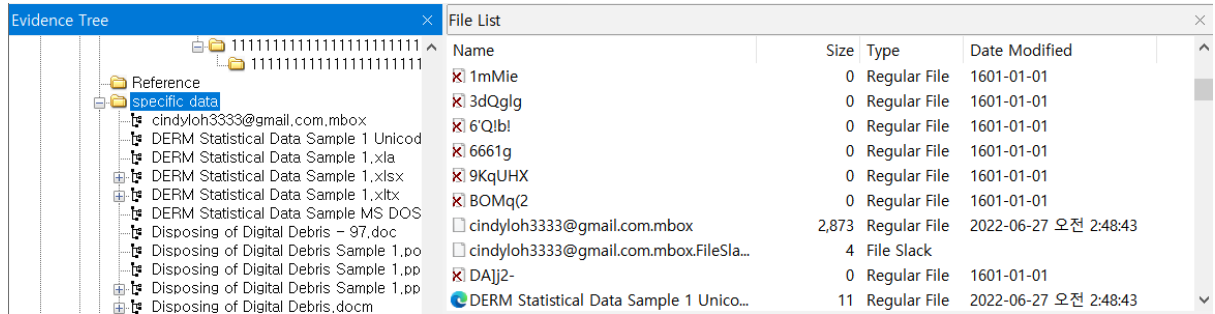 Evidence Tree
11111111111111111111111
11111111111111111111
Reference
specific data
cindyloh3333@gmail,com,mbox
DERM Statistical Data Sample 1 Unicod
DERM Statistical Data Sample 1,xla
DERM Statistical Data Sample 1,xlsx
DERM Statistical Data Sample 1,xltx
DERM Statistical Data Sample MS DOS
Disposing of Digital Debris - 97,doc
Disposing of Digital Debris Sample 1,po
Disposing of Digital Debris Sample 1,pp
Disposing of Digital Debris Sample 1,pp
Disposing of Digital Debris,docm
File List
Name Size Type Date Modified
1mMie 0 Regular File 1601-01-01
3dQglg 0 Regular File 1601-01-01
6'Q!b! 0 Regular File 1601-01-01
6661g 0 Regular File 1601-01-01
9KqUHX 0 Regular File 1601-01-01
BOMq(2 0 Regular File 1601-01-01
cindyloh3333@gmail.com.mbox 2,873 Regular File 2022-06-27 오전 2:48:43
cindyloh3333@gmail.com.mbox.FileSla... 4 File Slack
DA]j2- 0 Regular File 1601-01-01
DERM Statistical Data Sample 1 Unico... 11 Regular File 2022-06-27 오전 2:48:43